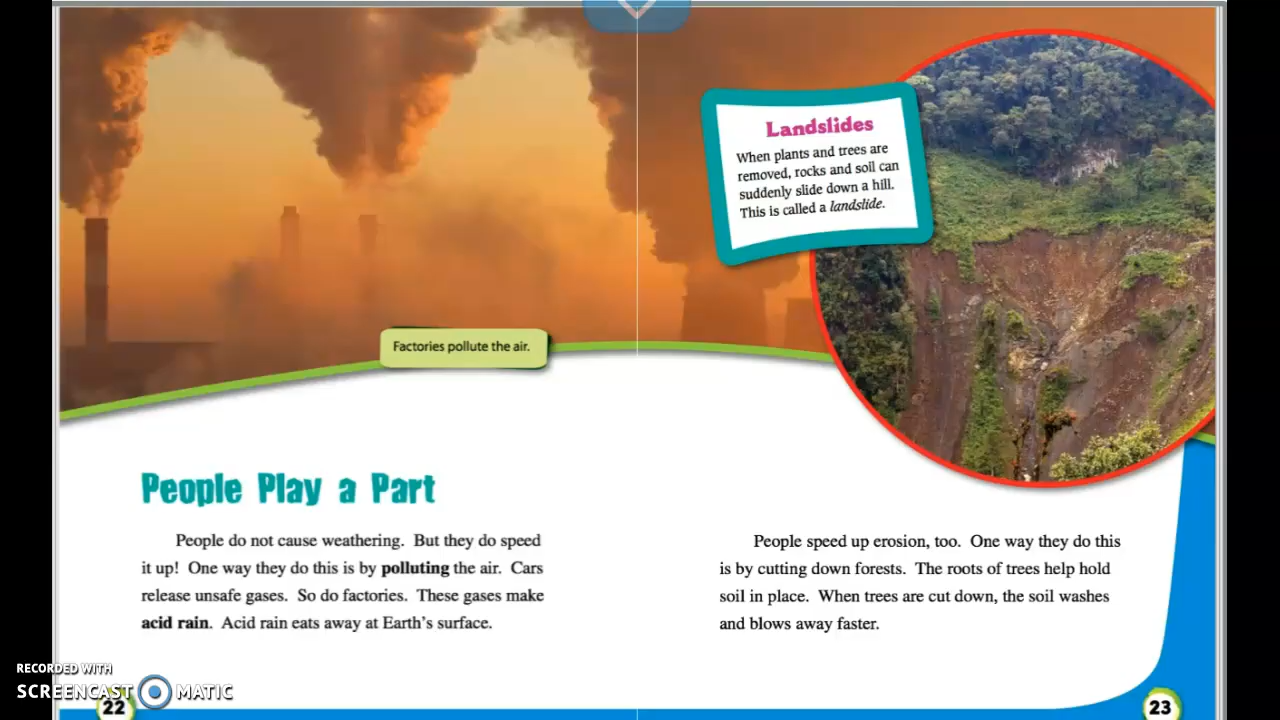 Landslides
When plants and trees are
removed, rocks and soil can
suddenly slide down a hill.
This is called a landslide.
Factories pollute the air.
People Play a Part
People do not cause weathering. But they do speed
it up! One way they do this is by polluting the air. Cars
release unsafe gases. So do factories. These gases make
acid rain. Acid rain eats away at Earth's surface.
People speed up erosion, too. One way they do this
is by cutting down forests. The roots of trees help hold
soil in place. When trees are cut down, the soil washes
and blows away faster.
RECORDED WITH
SCREENCAST MATIC
22
23